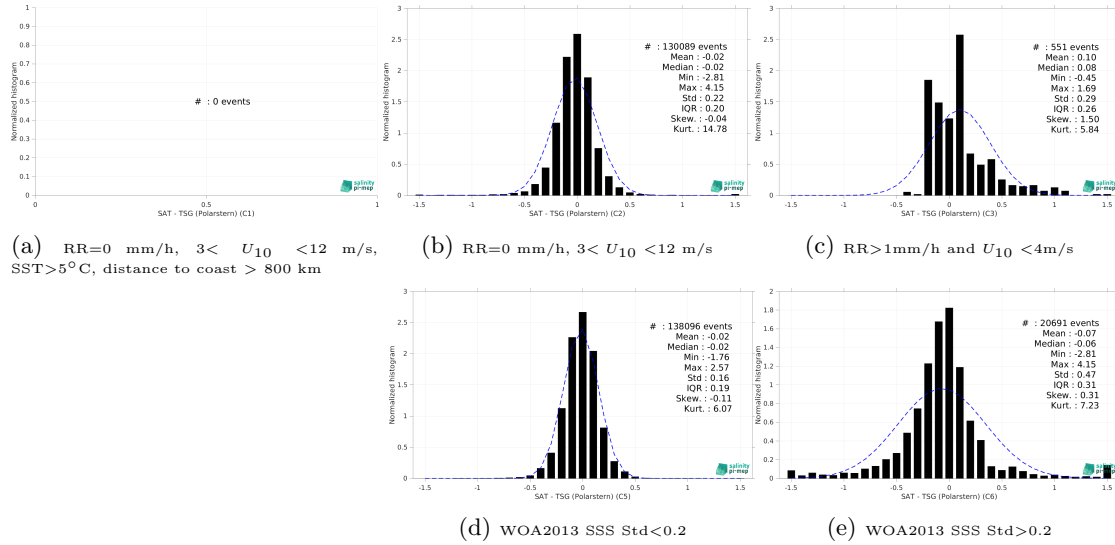 1
0.9
0.8
0.7
0.6
0.5
0.4
0.3
0.2
0.1
0
Normalized histogram
# : 0 events
0
0.5
1
SAT - TSG (Polarstern) (C1)
salinity
pi-mep
(a) RR=0 mm/h, 3< U10 <12 m/s,
SST>5°C, distance to coast > 800 km
3
2.5
2
1.5
1
0.5
0
Normalized histogram
# : 130089 events
Mean : -0.02
Median : -0.02
Min : -2.81
Max : 4.15
Std : 0.22
IQR : 0.20
Skew. : -0.04
Kurt. : 14.78
-1.5
-1
-0.5
0
0.5
1
1.5
SAT - TSG (Polarstern) (C2)
salinity
pi-mep
(b) RR=0 mm/h, 3< U10 <12 m/s
3
2.5
2
1.5
1
0.5
0
Normalized histogram
# : 551 events
Mean : 0.10
Median : 0.08
Min : -0.45
Max : 1.69
Std : 0.29
IQR : 0.26
Skew. : 1.50
Kurt. : 5.84
-1.5
-1
-0.5
0
0.5
1
1.5
SAT - TSG (Polarstern) (C3)
salinity
pi-mep
(c) RR>1mm/h and U10 <4m/s
3
2.5
2
1.5
1
0.5
0
Normalized histogram
# : 138096 events
Mean : -0.02
Median : -0.02
Min : -1.76
Max : 2.57
Std : 0.16
IQR : 0.19
Skew. : -0.11
Kurt. : 6.07
-1.5
-1
-0.5
0
0.5
1
1.5
SAT - TSG (Polarstern) (C5)
salinity
pi-mep
(d) WOA2013 SSS Std<0.2
2
1.8
1.6
1.4
1.2
1
0.8
0.6
0.4
0.2
0
Normalized histogram
# : 20691 events
Mean : -0.07
Median : -0.06
Min : -2.81
Max : 4.15
Std : 0.47
IQR : 0.31
Skew. : 0.31
Kurt. : 7.23
-1.5
-1
-0.5
0
0.5
1
1.5
SAT - TSG (Polarstern) (C6)
salinity
pi-mep
(e) WOA2013 SSS Std>0.2